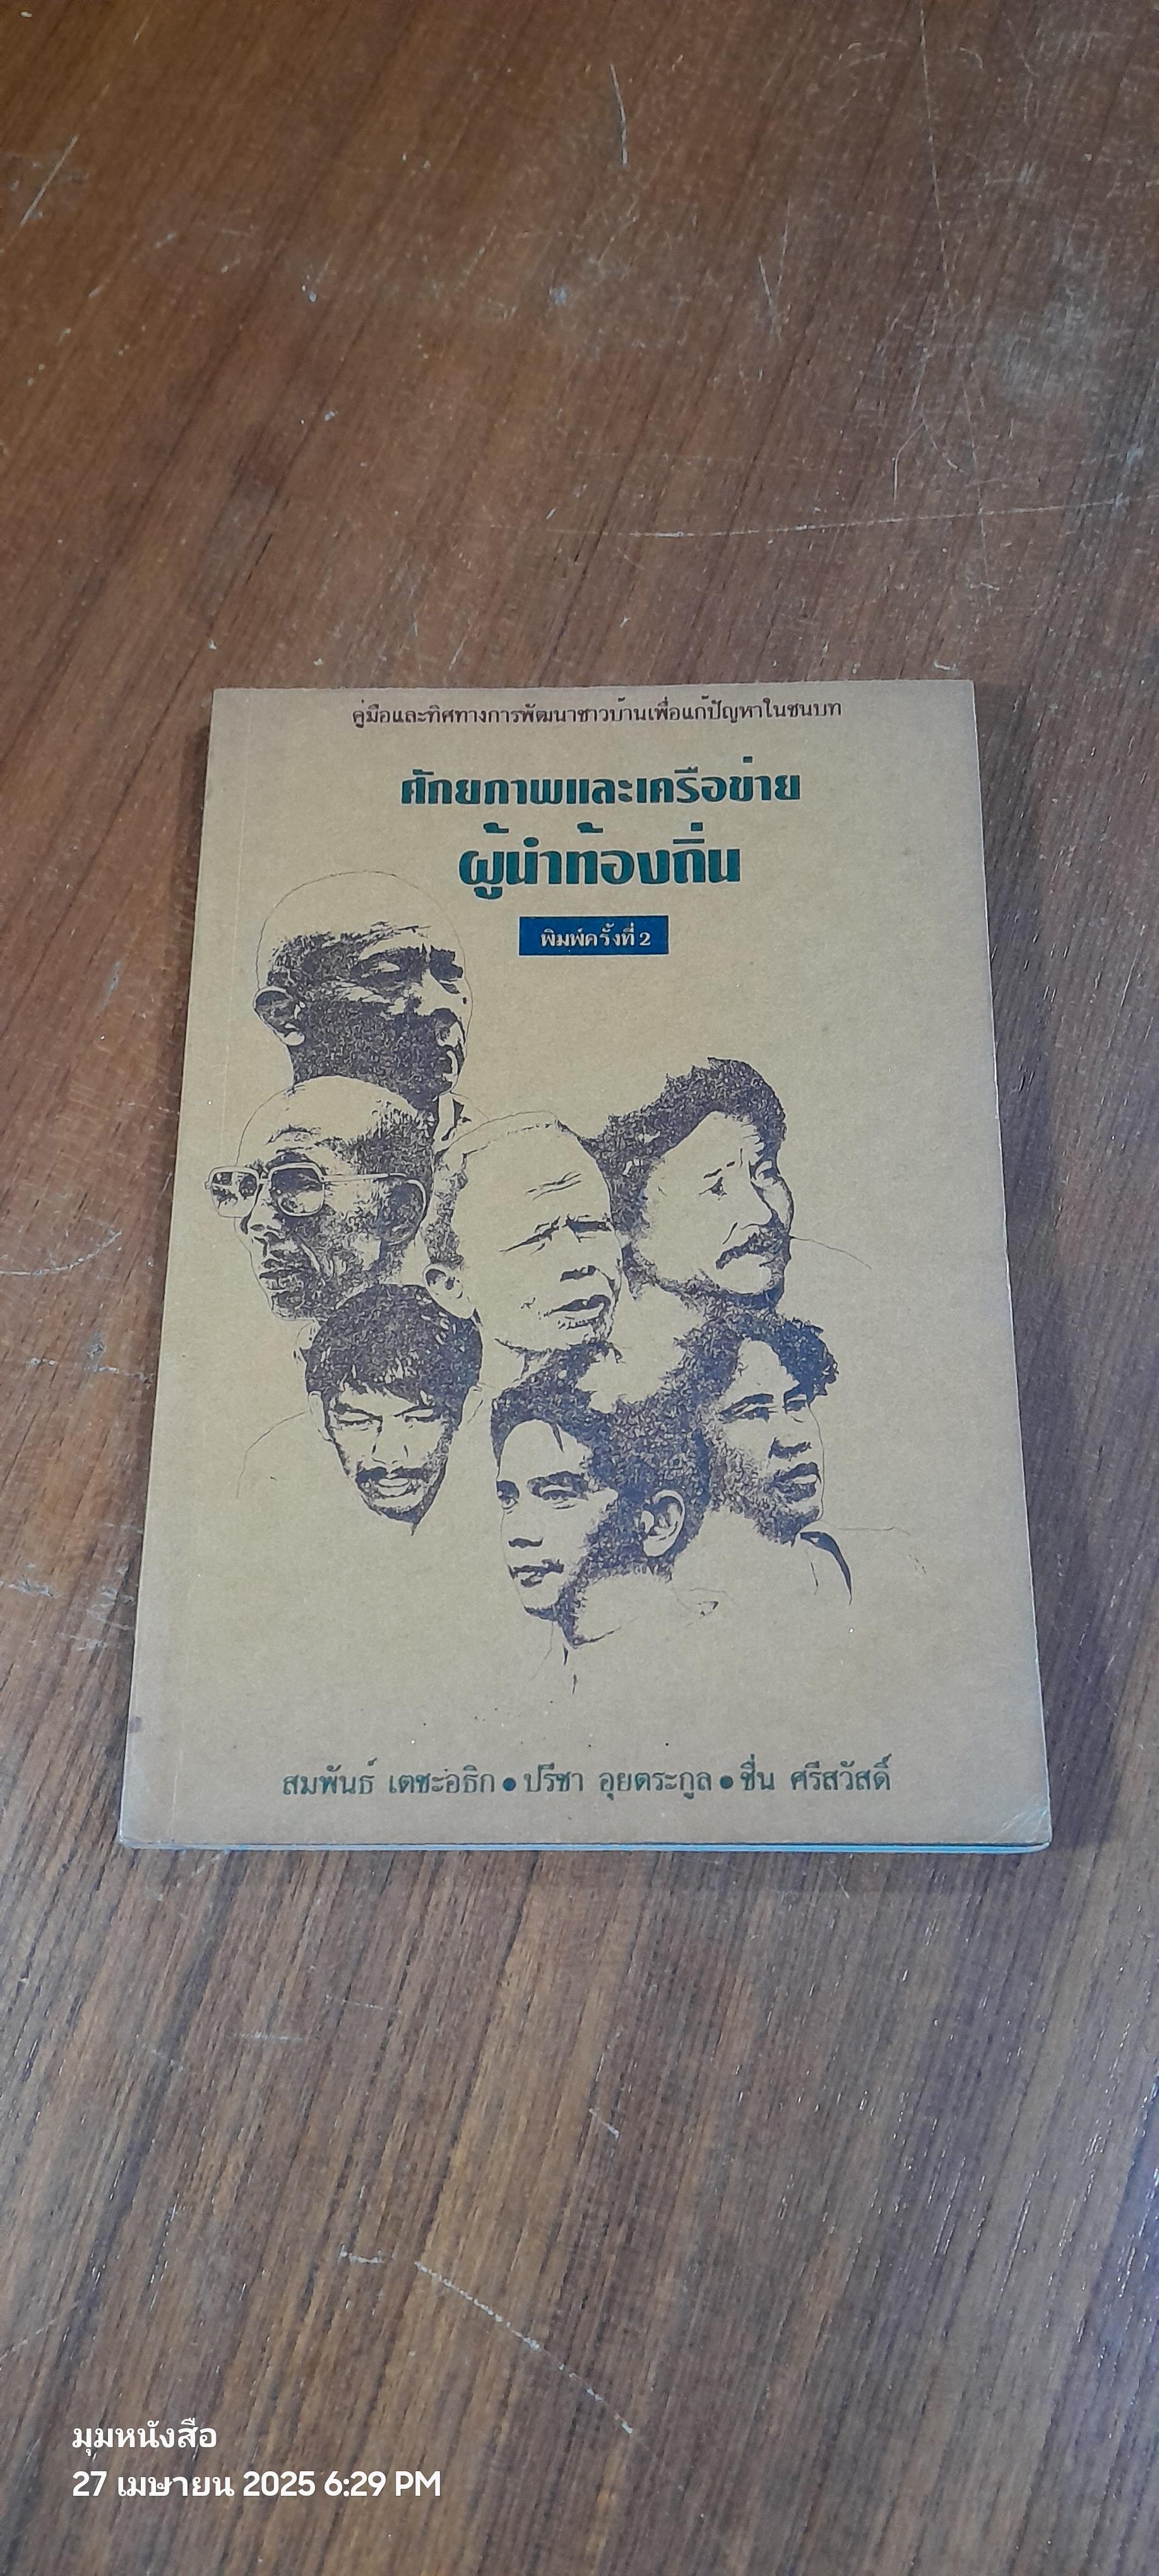 คู่มือและทิศทางการพัฒนาชาวบ้านเพื่อแก้ปัญหาในชนบท
ศักยภาพและเครือข่าย
ผู้นำท้องถิ่น
พิมพ์ครั้งที่ 2
สมพันธ์ เตชะอธิก ● ปรีชา อุยตระกูล ● ชื่น ศรีสวัสดิ์
มุมหนังสือ
27 เมษายน 2025 6:29 PM